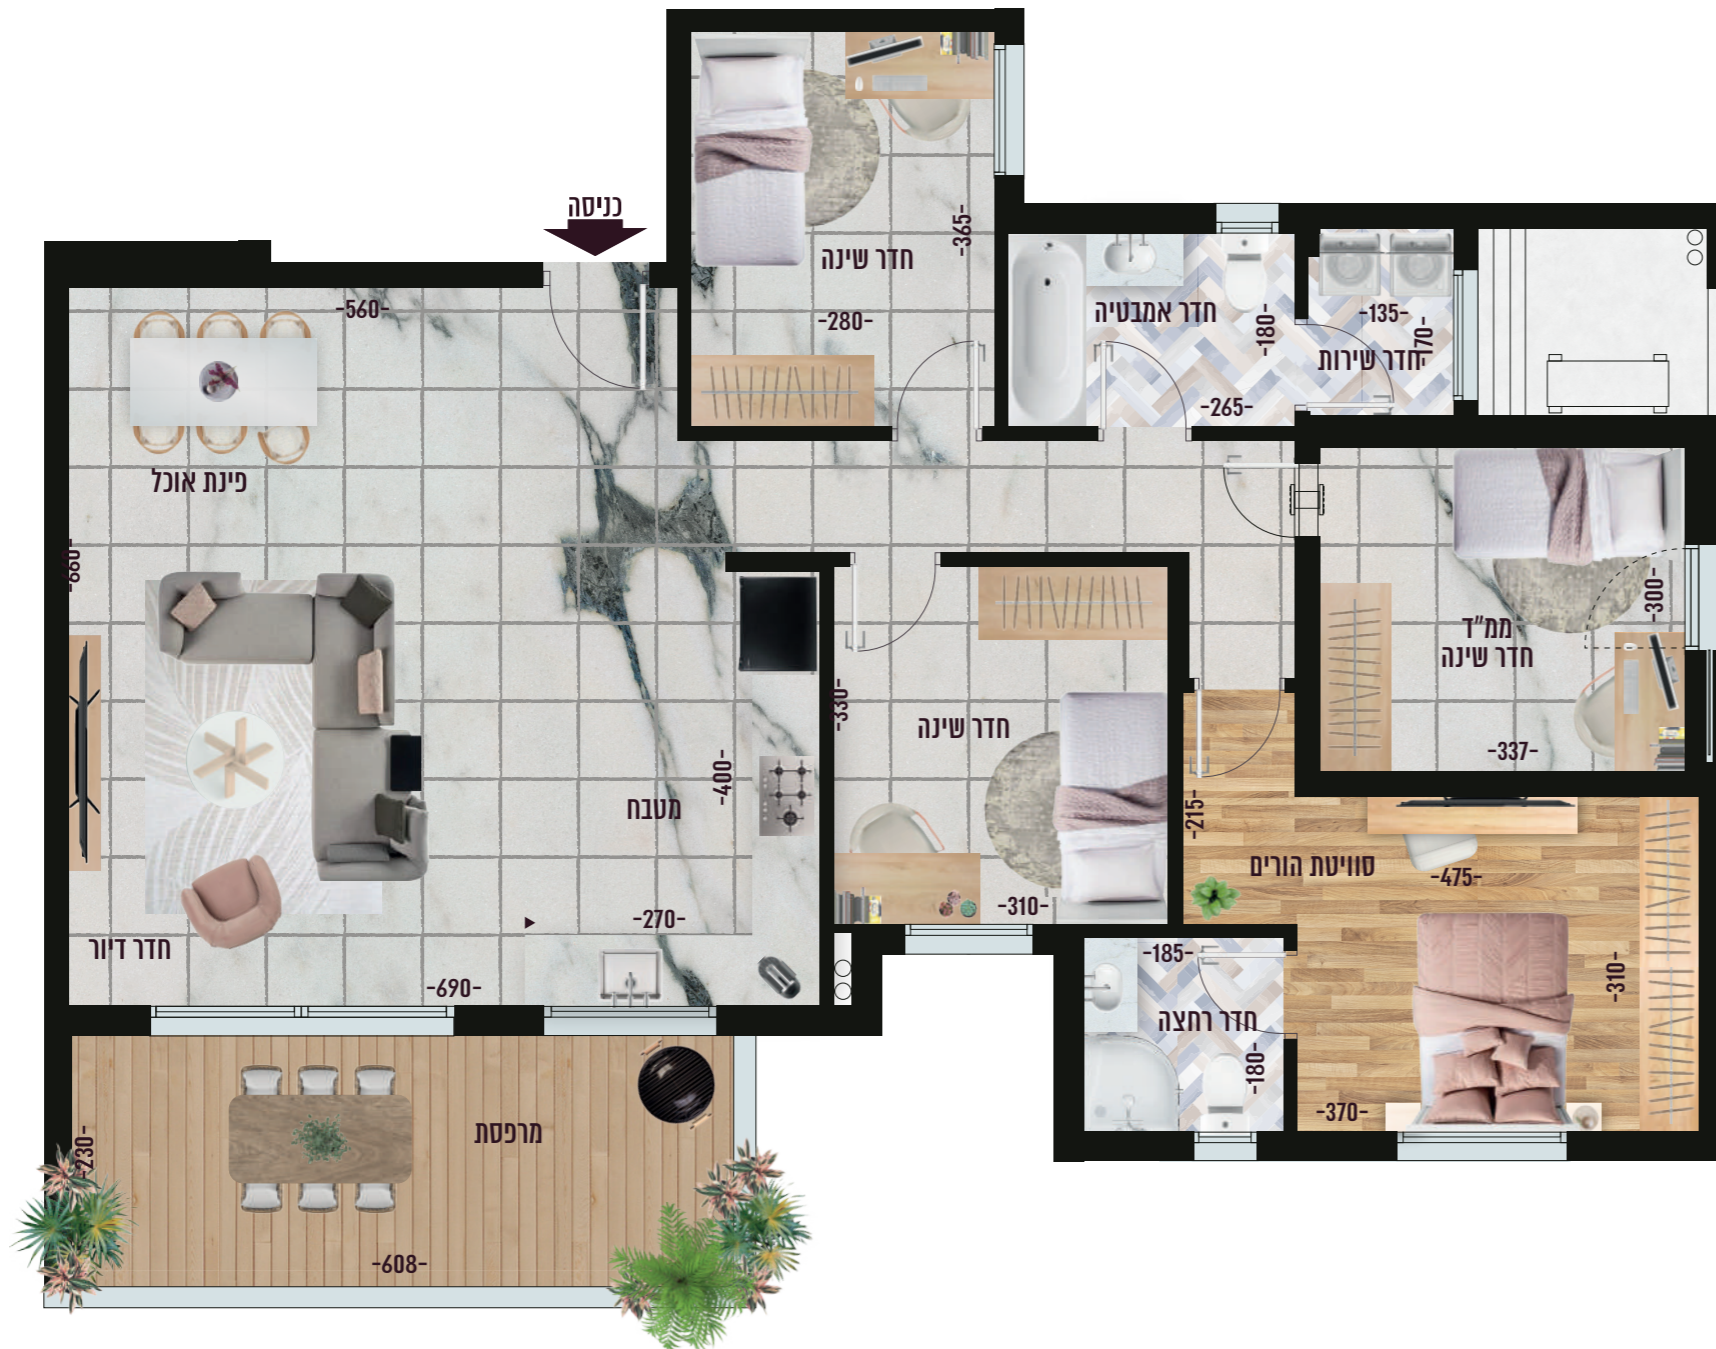 כניסה
-560-
פינת אוכל
-660-
חדר דיור
-690-
מטבח
-400-
-270-
מרפסת
-230-
-608-
חדר שינה
-365-
-280-
חדר אמבטיה
-180-
-265-
-135-
חדר שירות
-170-
ממ"ד
חדר שינה
-300-
-337-
חדר שינה
-330-
-310-
סוויטת הורים
-215-
-475-
-310-
-370-
-185-
חדר רחצה
-180-